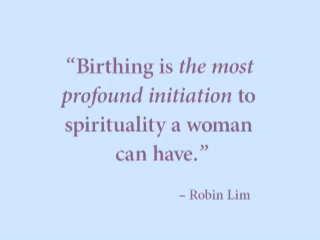 “Birthing is the most
profound initiation to
spirituality a woman
can have.”
– Robin Lim